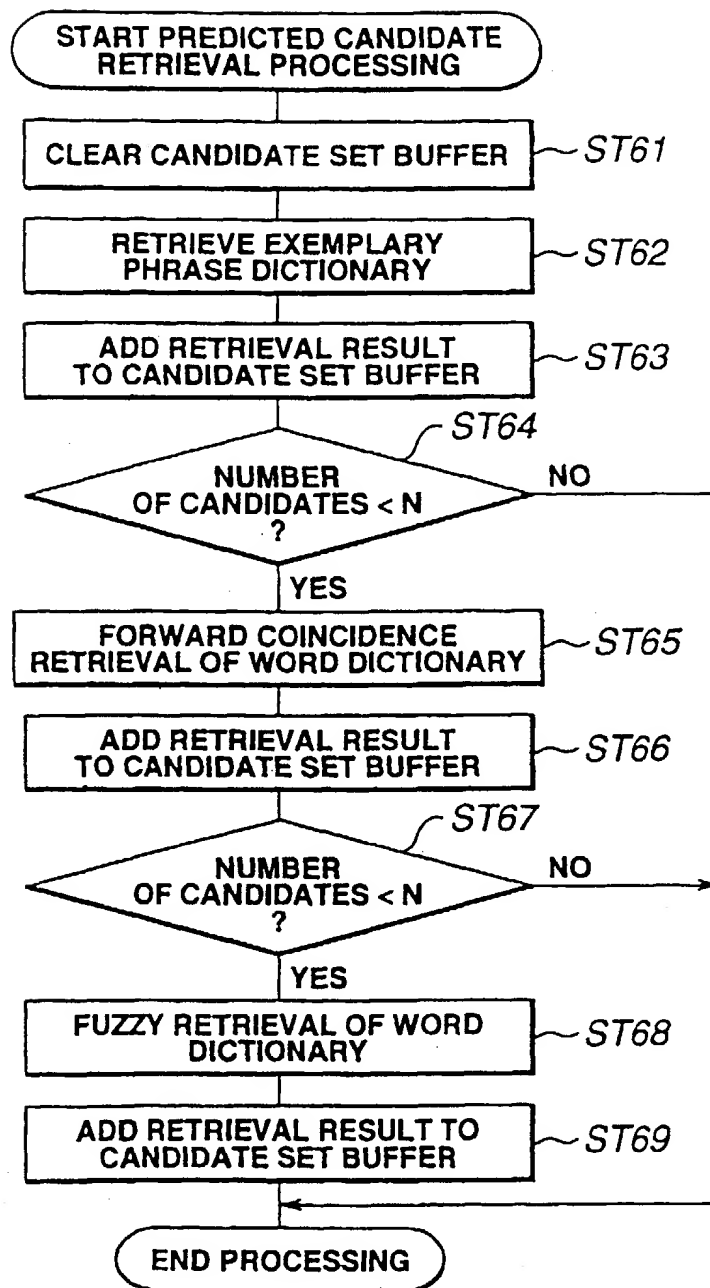 START PREDICTED CANDIDATE
RETRIEVAL PROCESSING
CLEAR CANDIDATE SET BUFFER
ST61
RETRIEVE EXEMPLARY
PHRASE DICTIONARY
ST62
ADD RETRIEVAL RESULT
TO CANDIDATE SET BUFFER
ST63
ST64
NUMBER
OF CANDIDATES < N
?
NO
YES
FORWARD COINCIDENCE
RETRIEVAL OF WORD DICTIONARY
ST65
ADD RETRIEVAL RESULT
TO CANDIDATE SET BUFFER
ST66
ST67
NUMBER
OF CANDIDATES < N
?
NO
YES
FUZZY RETRIEVAL OF WORD
DICTIONARY
ST68
ADD RETRIEVAL RESULT TO
CANDIDATE SET BUFFER
ST69
END PROCESSING